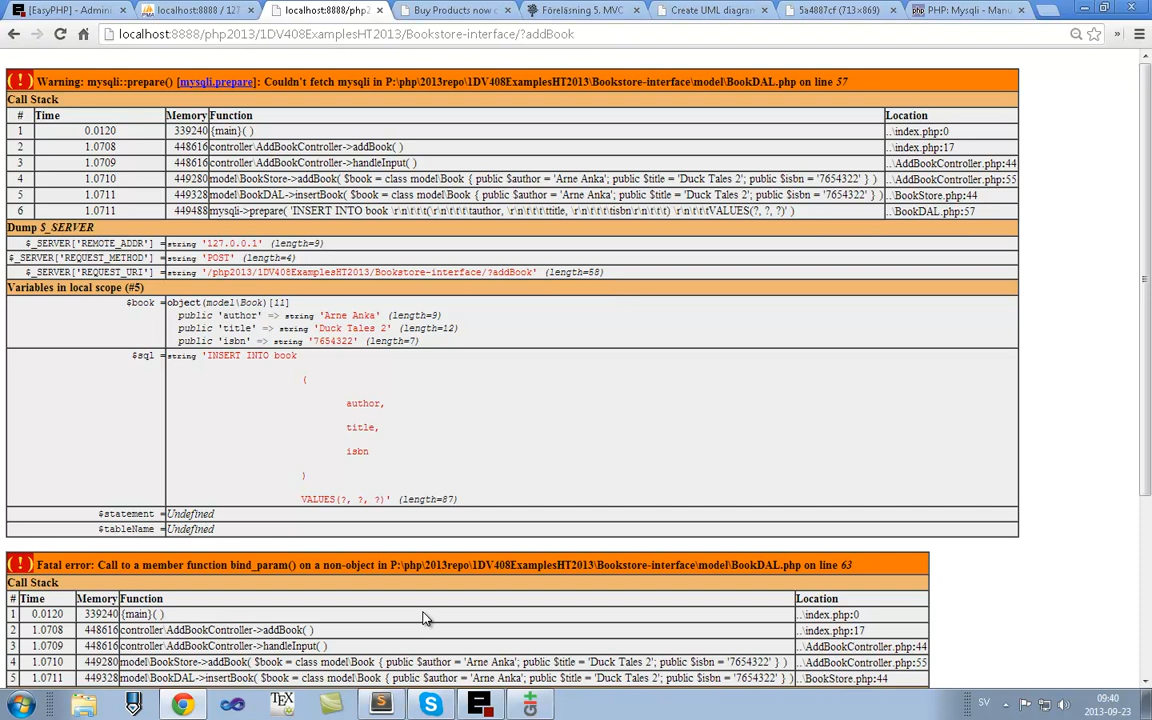 [EasyPHP] - Admini
localhost:8888 / 127
localhost:8888/php2
Buy Products now c
Föreläsning 5. MVC
Create UML diagran
5a4887cf (713×869)
PHP: Mysqli - Manu
localhost:8888/php2013/1DV408ExamplesHT2013/Bookstore-interface/?addBook
( ! ) Warning: mysqli::prepare() [mysqli.prepare]: Couldn't fetch mysqli in P:\php\2013repo\1DV408ExamplesHT2013\Bookstore-interface\model\BookDAL.php on line 57
Call Stack
# Time Memory Function Location
1 0.0120 339240 {main}( ) ..\index.php:0
2 1.0708 448616 controller\AddBookController->addBook( ) ..\index.php:17
3 1.0709 448616 controller\AddBookController->handleInput( ) ..\AddBookController.php:44
4 1.0710 449280 model\BookStore->addBook( $book = class model\Book { public $author = 'Arne Anka'; public $title = 'Duck Tales 2'; public $isbn = '7654322' } ) ..\AddBookController.php:55
5 1.0711 449328 model\BookDAL->insertBook( $book = class model\Book { public $author = 'Arne Anka'; public $title = 'Duck Tales 2'; public $isbn = '7654322' } ) ..\BookStore.php:44
6 1.0711 449488 mysqli->prepare( 'INSERT INTO book \r\n\t\t\t(\r\n\t\t\t\tauthor, \r\n\t\t\t\ttitle, \r\n\t\t\t\tisbn\r\n\t\t\t) \r\n\t\t\tVALUES(?, ?, ?)' ) ..\BookDAL.php:57
Dump $_SERVER
$_SERVER['REMOTE_ADDR'] = string '127.0.0.1' (length=9)
$_SERVER['REQUEST_METHOD'] = string 'POST' (length=4)
$_SERVER['REQUEST_URI'] = string '/php2013/1DV408ExamplesHT2013/Bookstore-interface/?addBook' (length=58)
Variables in local scope (#5)
$book = object(model\Book)[11]
public 'author' => string 'Arne Anka' (length=9)
public 'title' => string 'Duck Tales 2' (length=12)
public 'isbn' => string '7654322' (length=7)
$sql = string 'INSERT INTO book
(
author,
title,
isbn
)
VALUES(?, ?, ?)' (length=87)
$statement = Undefined
$tableName = Undefined
( ! ) Fatal error: Call to a member function bind_param() on a non-object in P:\php\2013repo\1DV408ExamplesHT2013\Bookstore-interface\model\BookDAL.php on line 63
Call Stack
# Time Memory Function Location
1 0.0120 339240 {main}( ) ..\index.php:0
2 1.0708 448616 controller\AddBookController->addBook( ) ..\index.php:17
3 1.0709 448616 controller\AddBookController->handleInput( ) ..\AddBookController.php:44
4 1.0710 449280 model\BookStore->addBook( $book = class model\Book { public $author = 'Arne Anka'; public $title = 'Duck Tales 2'; public $isbn = '7654322' } ) ..\AddBookController.php:55
5 1.0711 449328 model\BookDAL->insertBook( $book = class model\Book { public $author = 'Arne Anka'; public $title = 'Duck Tales 2'; public $isbn = '7654322' } ) ..\BookStore.php:44
TEX
SV
09:40
2013-09-23